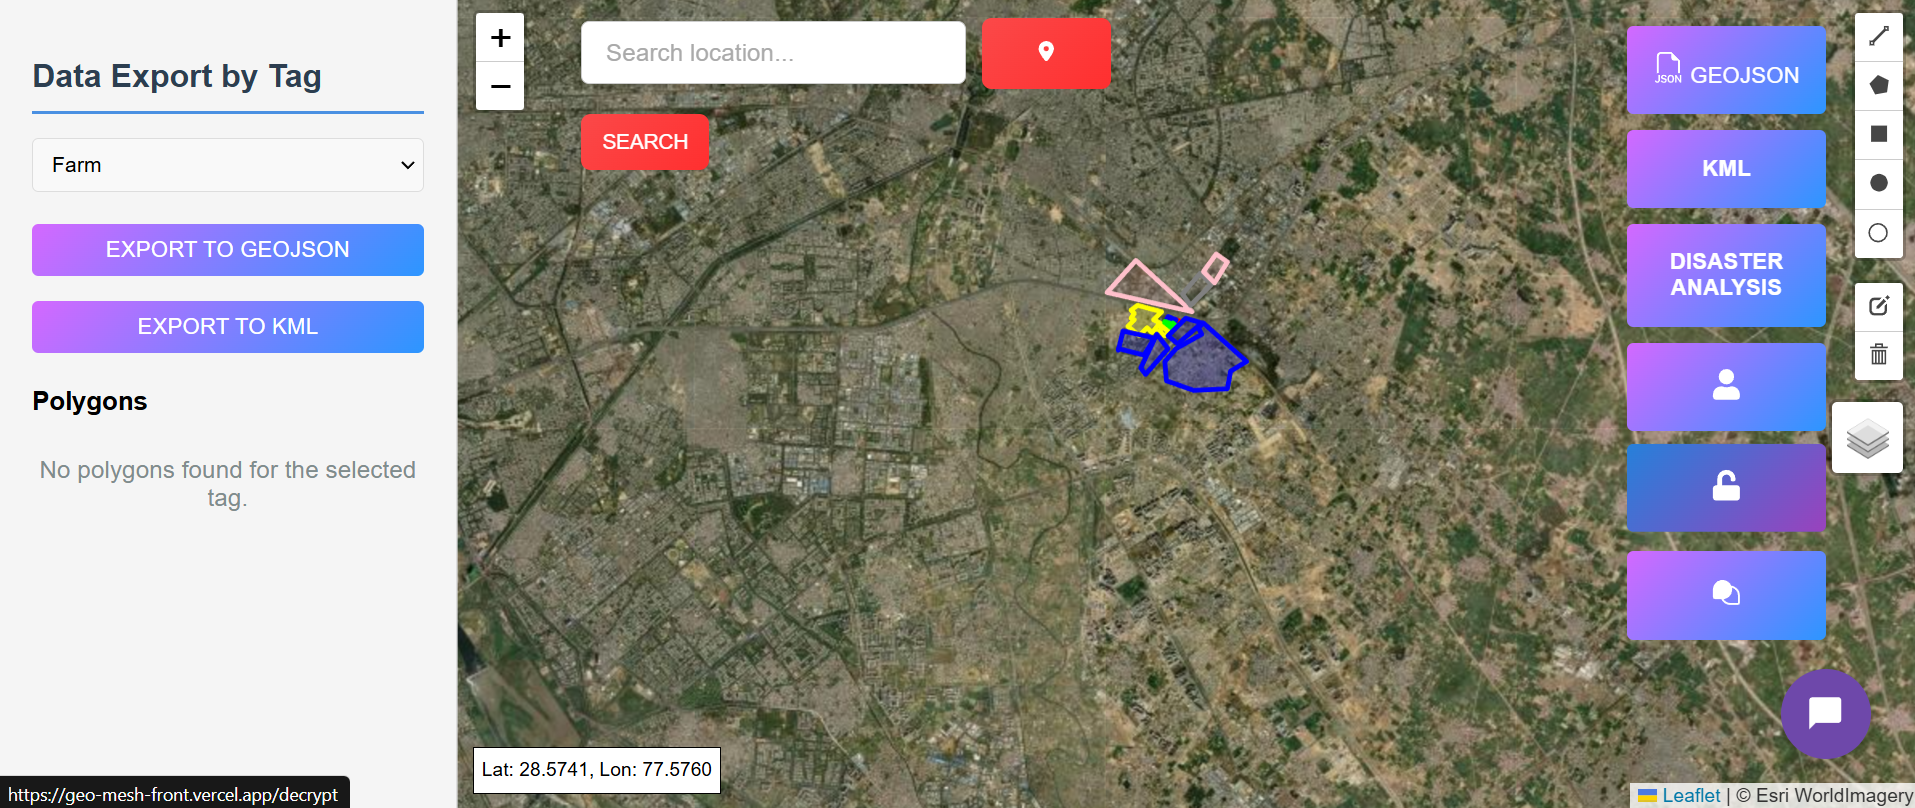 Data Export by Tag
Farm
EXPORT TO GEOJSON
EXPORT TO KML
Polygons
No polygons found for the selected
tag.
https://geo-mesh-front.vercel.app/decrypt
+
−
Search location...
SEARCH
Lat: 28.5741, Lon: 77.5760
JSON GEOJSON
KML
DISASTER
ANALYSIS
Leaflet | © Esri WorldImagery